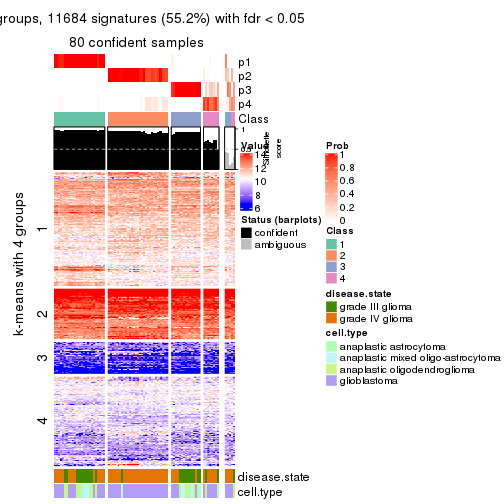 groups, 11684 signatures (55.2%) with fdr < 0.05
80 confident samples
p1
p2
p3
p4
Class
1
0.5
score
Value
14
12
10
8
6
Status (barplots)
confident
ambiguous
Prob
1
0.8
0.6
0.4
0.2
0
Class
1
2
3
4
disease.state
grade III glioma
grade IV glioma
cell.type
anaplastic astrocytoma
anaplastic mixed oligo-astrocytoma
anaplastic oligodendroglioma
glioblastoma
k-means with 4 groups
1
2
3
4
disease.state
cell.type